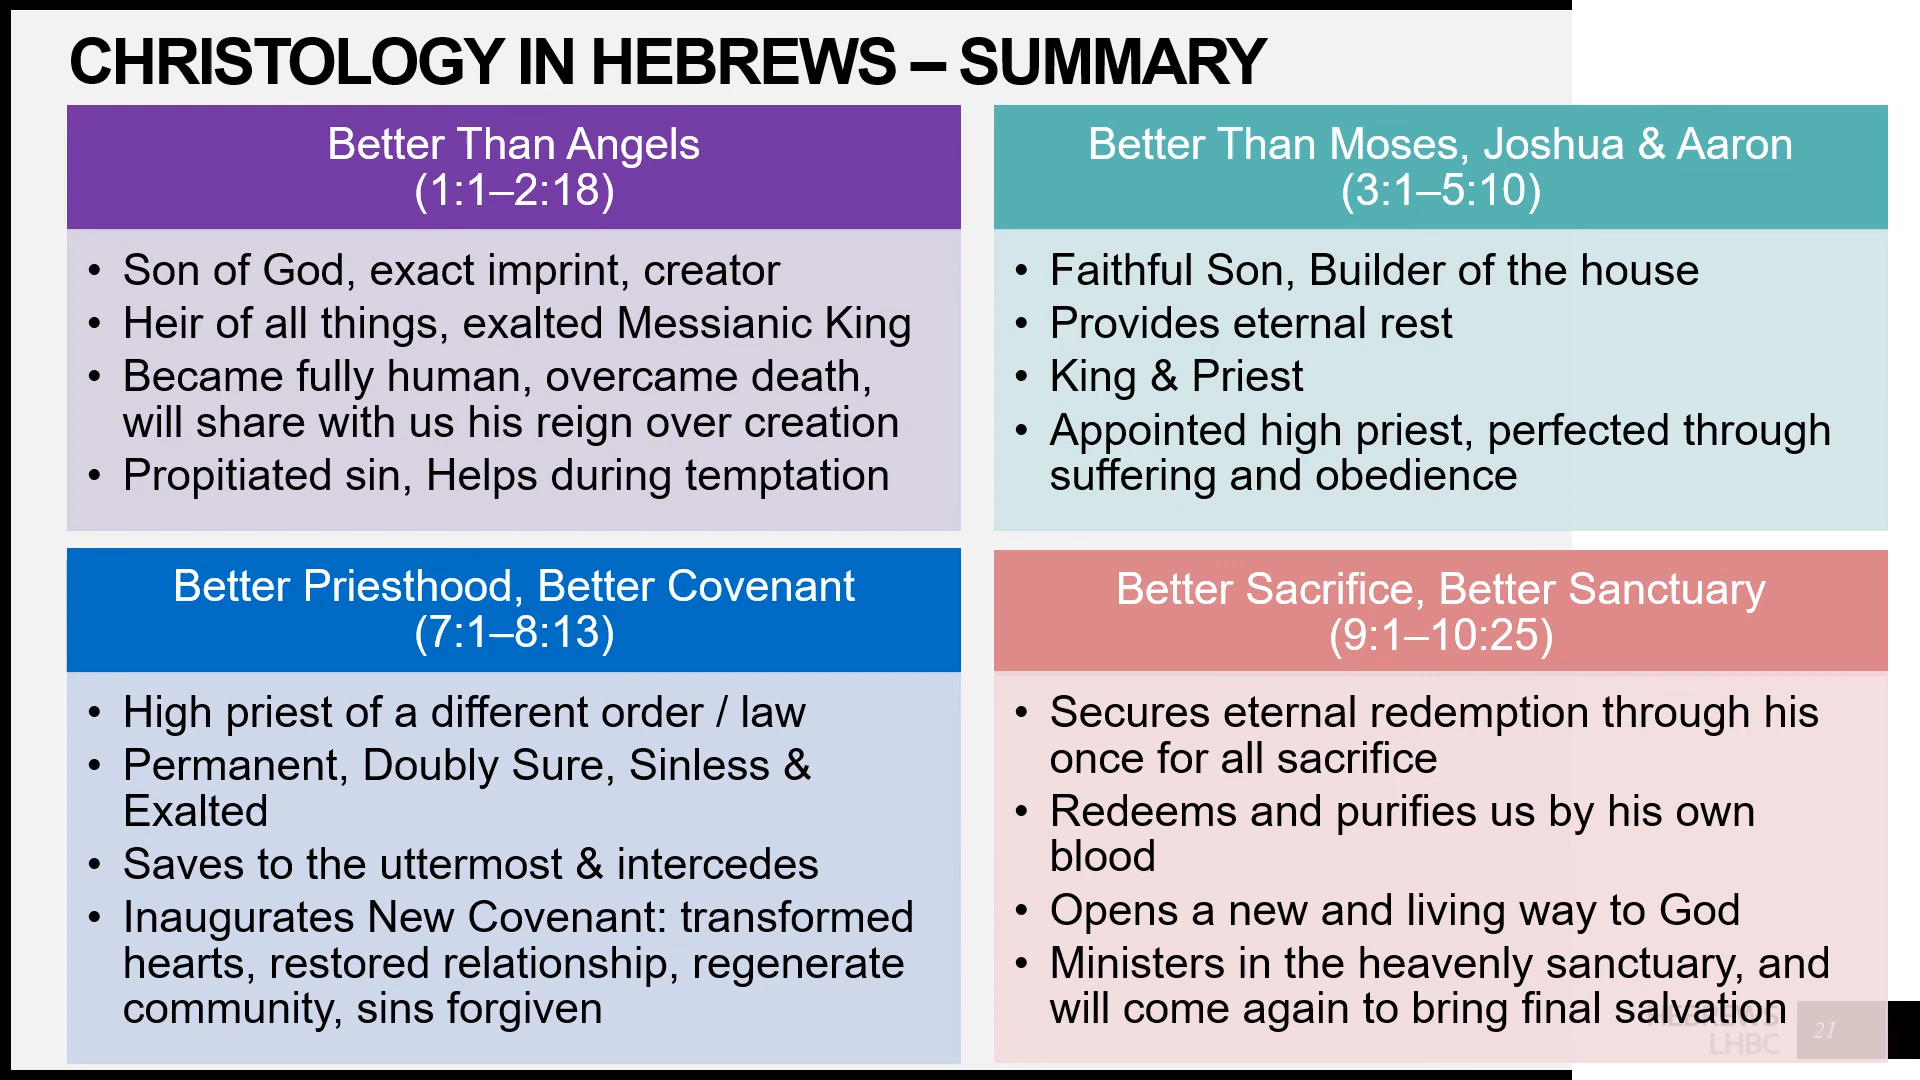 CHRISTOLOGY IN HEBREWS – SUMMARY
Better Than Angels
(1:1–2:18)
• Son of God, exact imprint, creator
• Heir of all things, exalted Messianic King
• Became fully human, overcame death,
will share with us his reign over creation
• Propitiated sin, Helps during temptation
Better Than Moses, Joshua & Aaron
(3:1–5:10)
• Faithful Son, Builder of the house
• Provides eternal rest
• King & Priest
• Appointed high priest, perfected through
suffering and obedience
Better Priesthood, Better Covenant
(7:1–8:13)
• High priest of a different order / law
• Permanent, Doubly Sure, Sinless &
Exalted
• Saves to the uttermost & intercedes
• Inaugurates New Covenant: transformed
hearts, restored relationship, regenerate
community, sins forgiven
Better Sacrifice, Better Sanctuary
(9:1–10:25)
• Secures eternal redemption through his
once for all sacrifice
• Redeems and purifies us by his own
blood
• Opens a new and living way to God
• Ministers in the heavenly sanctuary, and
will come again to bring final salvation
HEBREWS
LHBC
21